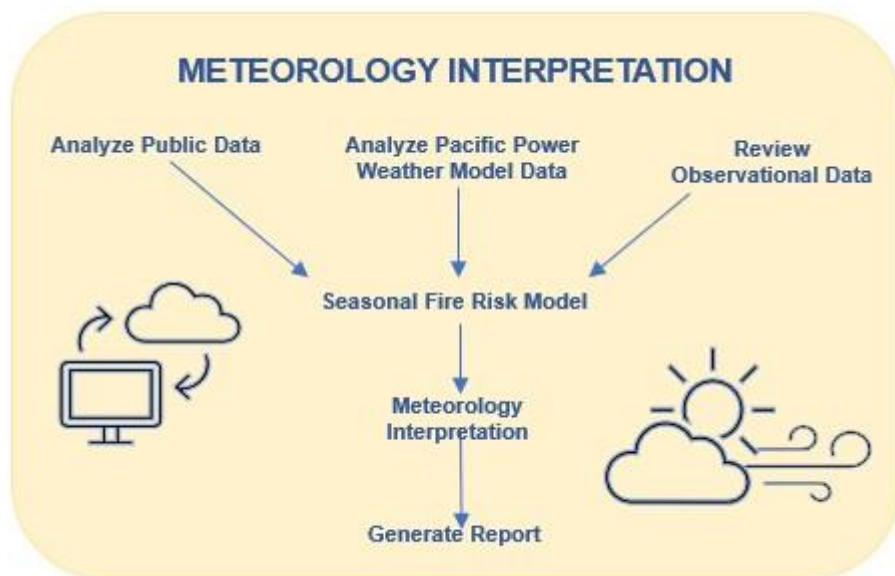 METEOROLOGY INTERPRETATION
Analyze Public Data
Analyze Pacific Power
Weather Model Data
Review
Observational Data
Seasonal Fire Risk Model
Meteorology
Interpretation
Generate Report